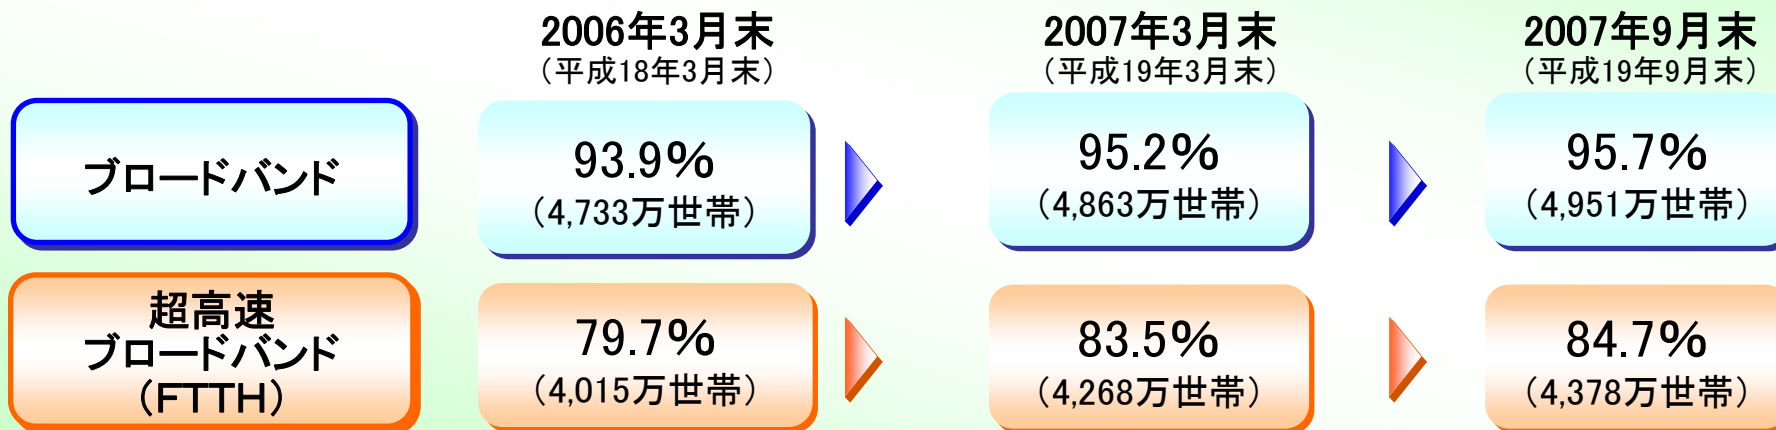 2006年3月末
（平成18年3月末）
2007年3月末
（平成19年3月末）
2007年9月末
（平成19年9月末）
ブロードバンド
93.9%
（4,733万世帯）
95.2%
（4,863万世帯）
95.7%
（4,951万世帯）
超高速
ブロードバンド
（FTTH）
79.7%
（4,015万世帯）
83.5%
（4,268万世帯）
84.7%
（4,378万世帯）